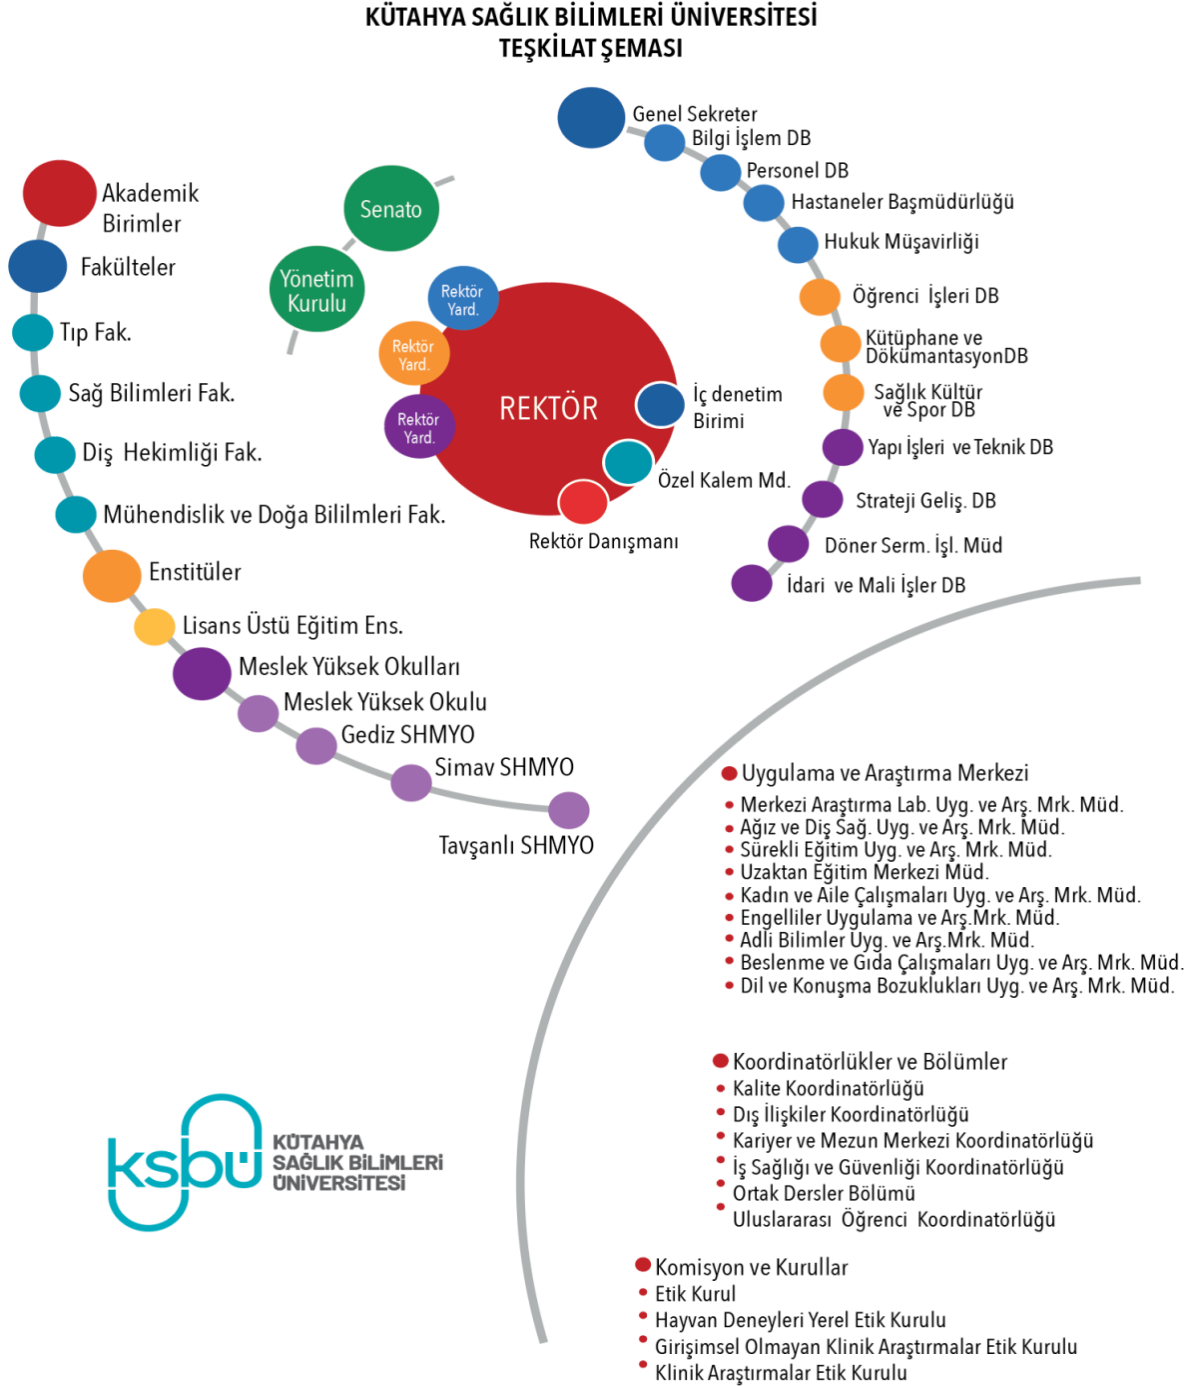 KÜTAHYA SAĞLIK BİLİMLERİ ÜNİVERSİTESİ
TEŞKİLAT ŞEMASI
Genel Sekreter
Bilgi İşlem DB
Personel DB
Hastaneler Başmüdürlüğü
Hukuk Müşavirliği
Öğrenci İşleri DB
Kütüphane ve
DökümantasyonDB
Sağlık Kültür
ve Spor DB
Yapı İşleri ve Teknik DB
Strateji Geliş. DB
Döner Serm. İşl. Müd
İdari ve Mali İşler DB
Senato
Yönetim
Kurulu
Rektör
Yard.
Rektör
Yard.
Rektör
Yard.
REKTÖR
İç denetim
Birimi
Özel Kalem Md.
Rektör Danışmanı
Akademik
Birimler
Fakülteler
Tıp Fak.
Sağ Bilimleri Fak.
Diş Hekimliği Fak.
Mühendislik ve Doğa Bililmleri Fak.
Enstitüler
Lisans Üstü Eğitim Ens.
Meslek Yüksek Okulları
Meslek Yüksek Okulu
Gediz SHMYO
Simav SHMYO
Tavşanlı SHMYO
Uygulama ve Araştırma Merkezi
Merkezi Araştırma Lab. Uyg. ve Arş. Mrk. Müd.
Ağız ve Diş Sağ. Uyg. ve Arş. Mrk. Müd.
Sürekli Eğitim Uyg. ve Arş. Mrk. Müd.
Uzaktan Eğitim Merkezi Müd.
Kadın ve Aile Çalışmaları Uyg. ve Arş. Mrk. Müd.
Engelliler Uygulama ve Arş.Mrk. Müd.
Adli Bilimler Uyg. ve Arş.Mrk. Müd.
Beslenme ve Gıda Çalışmaları Uyg. ve Arş. Mrk. Müd.
Dil ve Konuşma Bozuklukları Uyg. ve Arş. Mrk. Müd.
Koordinatörlükler ve Bölümler
Kalite Koordinatörlüğü
Dış İlişkiler Koordinatörlüğü
Kariyer ve Mezun Merkezi Koordinatörlüğü
İş Sağlığı ve Güvenliği Koordinatörlüğü
Ortak Dersler Bölümü
Uluslararası Öğrenci Koordinatörlüğü
Komisyon ve Kurullar
Etik Kurul
Hayvan Deneyleri Yerel Etik Kurulu
Girişimsel Olmayan Klinik Araştırmalar Etik Kurulu
Klinik Araştırmalar Etik Kurulu
ksbü
KÜTAHYA
SAĞLIK BİLİMLERİ
ÜNİVERSİTESİ